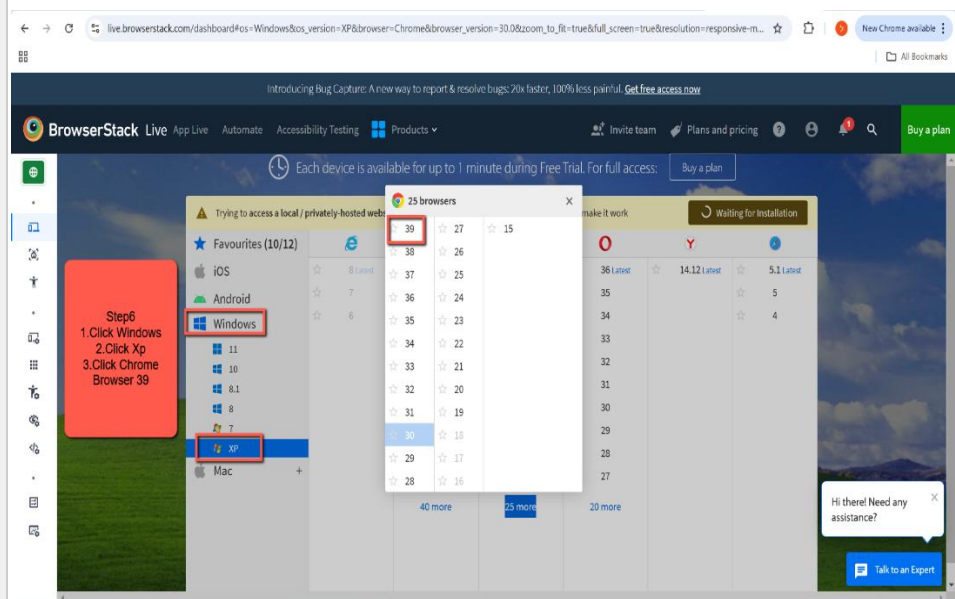 live.browserstack.com/dashboard#os=Windows&os_version=XP&browser=Chrome&browser_version=30.0&zoom_to_fit=true&full_screen=true&resolution=responsive-m...
New Chrome available
All Bookmarks
Introducing Bug Capture: A new way to report & resolve bugs: 20x faster, 100% less painful. Get free access now
BrowserStack Live App Live Automate Accessibility Testing Products Invite team Plans and pricing ? 1 Buy a plan
Each device is available for up to 1 minute during Free Trial. For full access: Buy a plan
25 browsers X
Trying to access a local / privately-hosted make it work Waiting for Installation
Favourites (10/12)
39 27 15
38 26
iOS 8 Latest 37 25 36 Latest 14.12 Latest 5.1 Latest
Android 7 36 24 35 5
Windows 6 35 23 34 4
11 34 22 33
10 33 21 32
8.1 32 20 31
8 31 19 30
7 30 18 29
XP 29 17 28
Mac + 28 16 27
40 more 25 more 20 more
Step6
1.Click Windows
2.Click Xp
3.Click Chrome
Browser 39
Hi there! Need any X
assistance?
Talk to an Expert